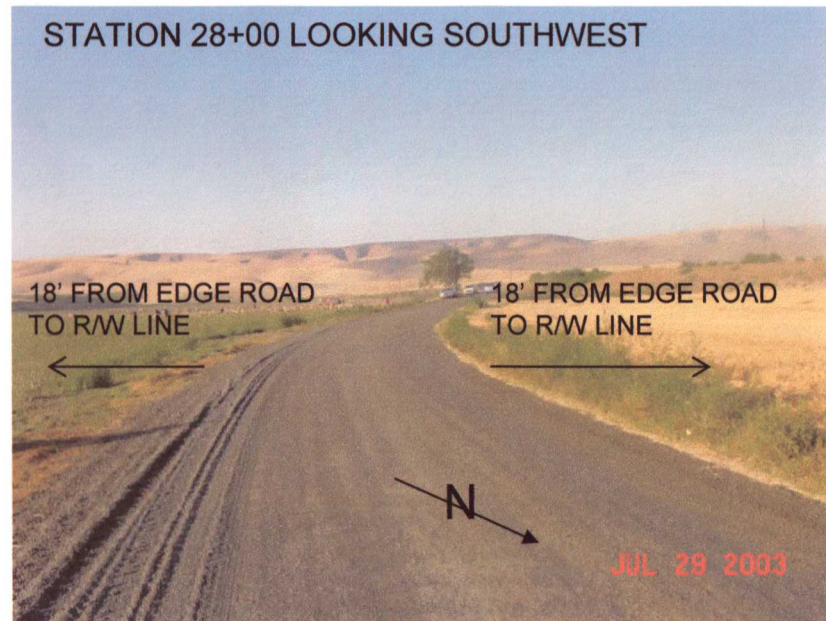 STATION 28+00 LOOKING SOUTHWEST
18' FROM EDGE ROAD
TO R/W LINE
18' FROM EDGE ROAD
TO R/W LINE
N
JUL 29 2003